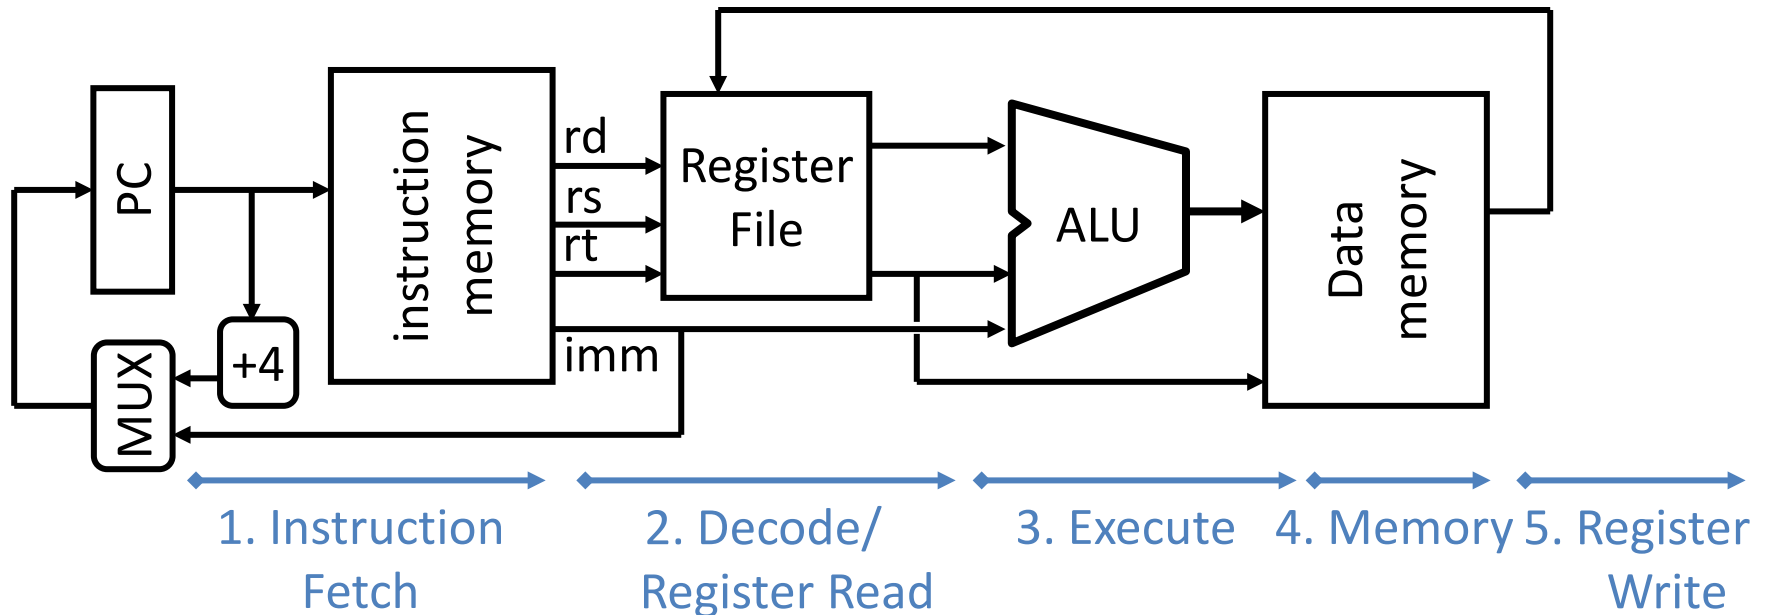 PC
instruction
memory
rd
rs
rt
imm
Register
File
ALU
Data
memory
+4
MUX
1. Instruction
Fetch
2. Decode/
Register Read
3. Execute
4. Memory
5. Register
Write